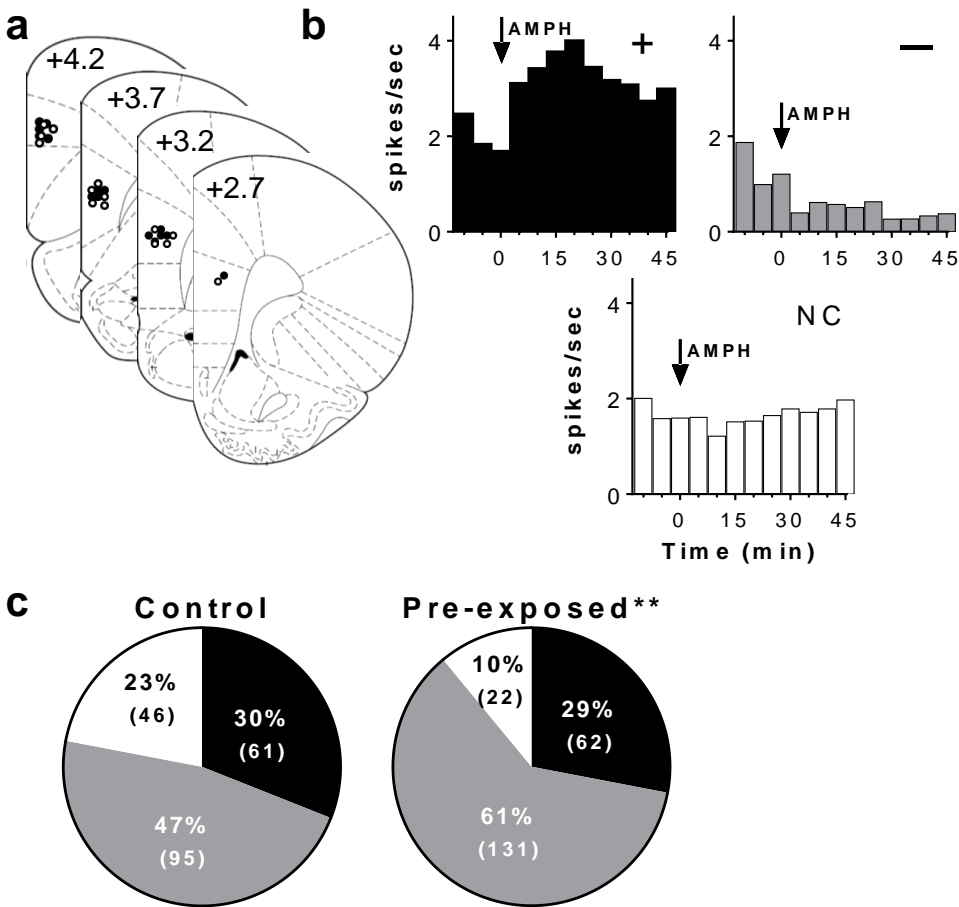 a
+4.2
+3.7
+3.2
+2.7
b
spikes/sec
4
2
0
AMPH
+
0 15 30 45
4
2
0
AMPH
–
0 15 30 45
spikes/sec
4
2
0
AMPH
NC
0 15 30 45
Time (min)
c
Control
23%
(46)
30%
(61)
47%
(95)
Pre-exposed**
10%
(22)
29%
(62)
61%
(131)